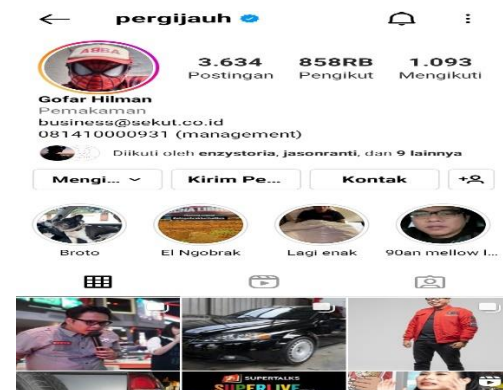 pergijauh
ABBA
3.634 858RB 1.093
Postingan Pengikut Mengikuti
Gofar Hilman
Pemakaman
business@sekut.co.id
081410000931 (management)
Diikuti oleh enzystoria, jasonranti, dan 9 lainnya
Mengi... Kirim Pe... Kontak
Broto El Ngobrak Lagi enak 90an mellow l...
SUPERTALKS
SUPERLIVE